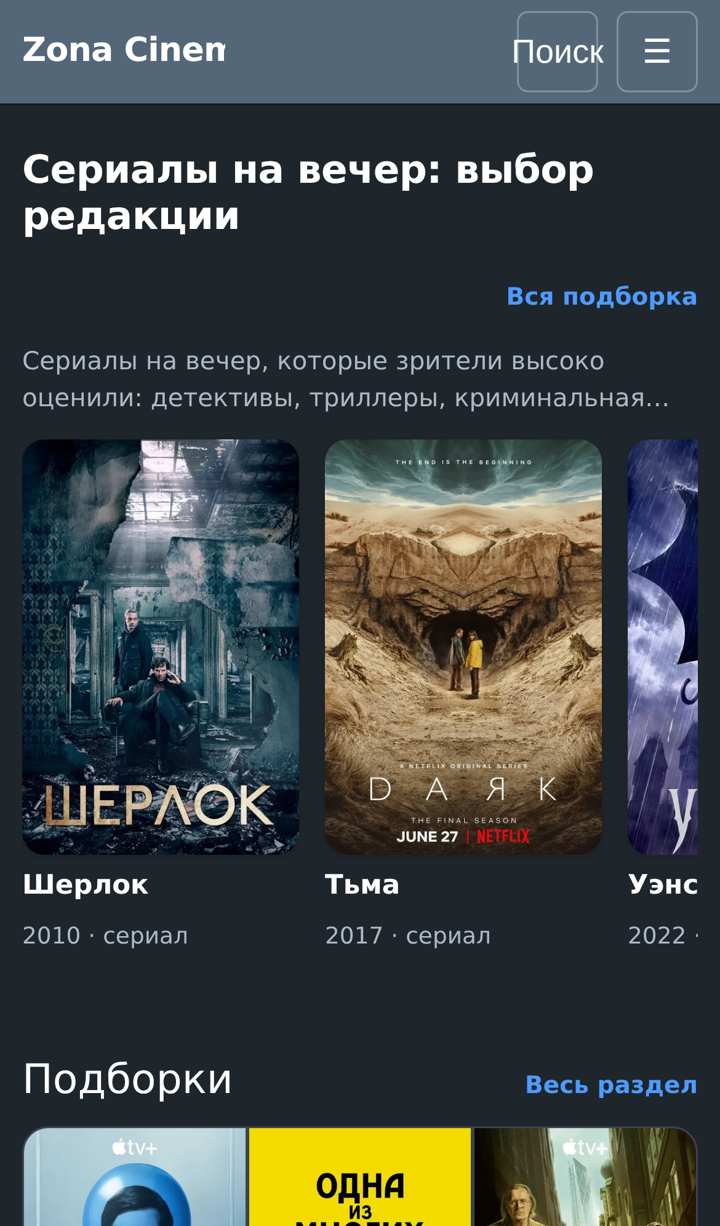 Zona Cinem
Поиск
☰
Сериалы на вечер: выбор
редакции
Вся подборка
Сериалы на вечер, которые зрители высоко
оценили: детективы, триллеры, криминальная...
THE END IS THE BEGINNING
ШЕРЛОК
A NETFLIX ORIGINAL SERIES
DAЯK
THE FINAL SEASON
JUNE 27 | NETFLIX
Шерлок
Тьма
Уэнс
2010 · сериал
2017 · сериал
2022 ·
Подборки
Весь раздел
tv+
tv+
ОДНА
ИЗ
МНОГИХ